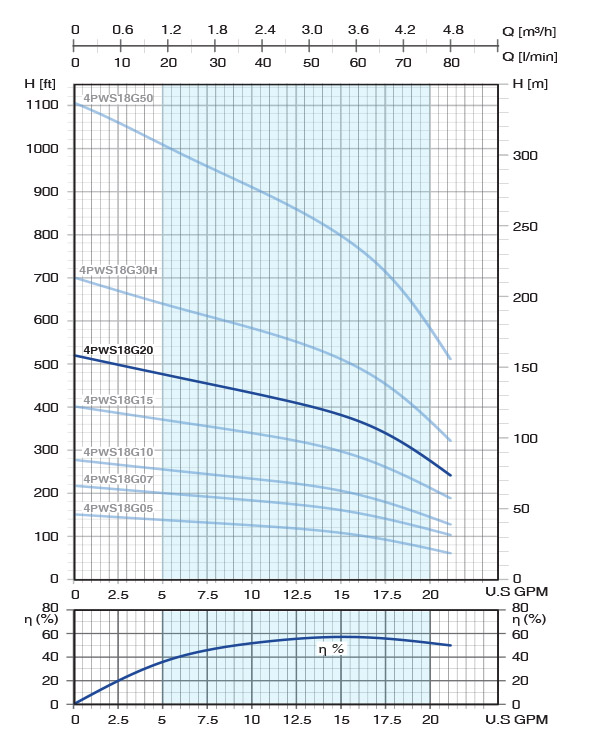 0 0.6 1.2 1.8 2.4 3.0 3.6 4.2 4.8 Q [m³/h]
0 10 20 30 40 50 60 70 80 Q [l/min]
H [ft] H [m]
4PWS18G50
1100
1000
300
900
250
800
4PWS18G30H
700
200
600
4PWS18G20
500
150
4PWS18G15
400
100
4PWS18G10
300
4PWS18G07
200
4PWS18G05
50
100
0 0
0 2.5 5 7.5 10 12.5 15 17.5 20 U.S GPM
80 80
η (%) η (%)
60 60
η %
40 40
20 20
0 0
0 2.5 5 7.5 10 12.5 15 17.5 20 U.S GPM